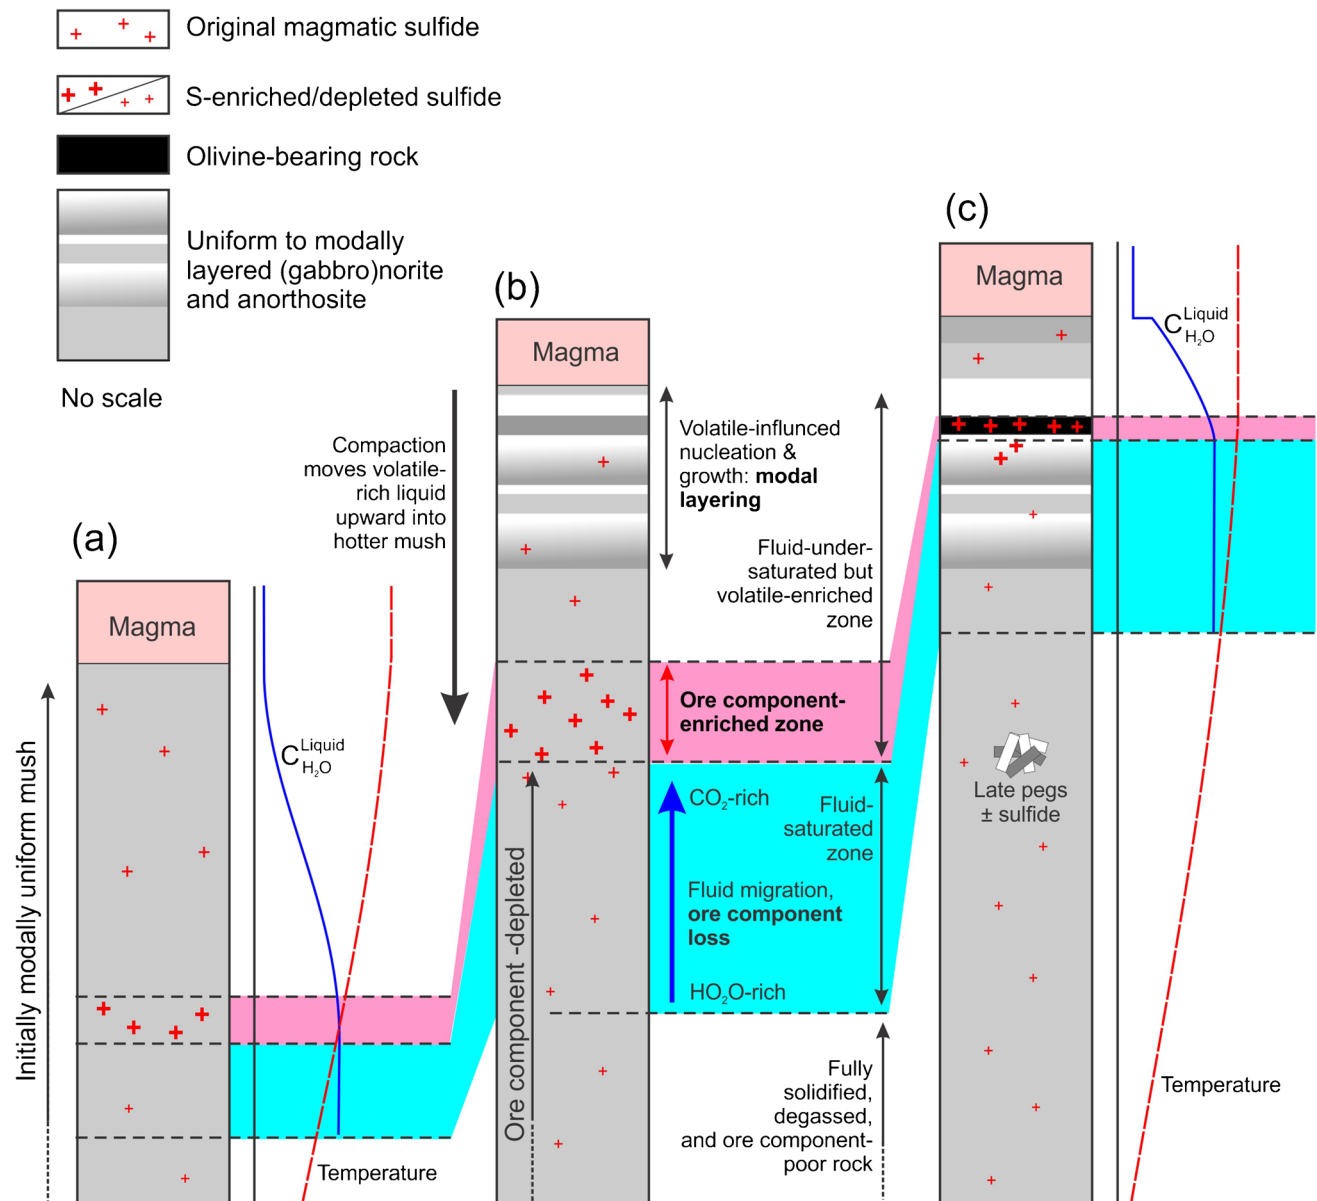 Original magmatic sulfide
S-enriched/depleted sulfide
Olivine-bearing rock
Uniform to modally
layered (gabbro)norite
and anorthosite
No scale
(a)
Magma
Initially modally uniform mush
C Liquid H₂O
Temperature
Compaction
moves volatile-
rich liquid
upward into
hotter mush
(b)
Magma
Volatile-influnced
nucleation &
growth: modal
layering
Fluid-under-
saturated but
volatile-enriched
zone
Ore component-
enriched zone
Ore component -depleted
CO₂-rich
Fluid-
saturated
zone
Fluid migration,
ore component
loss
HO₂O-rich
Fully
solidified,
degassed,
and ore component-
poor rock
(c)
Magma
C Liquid H₂O
Late pegs
± sulfide
Temperature